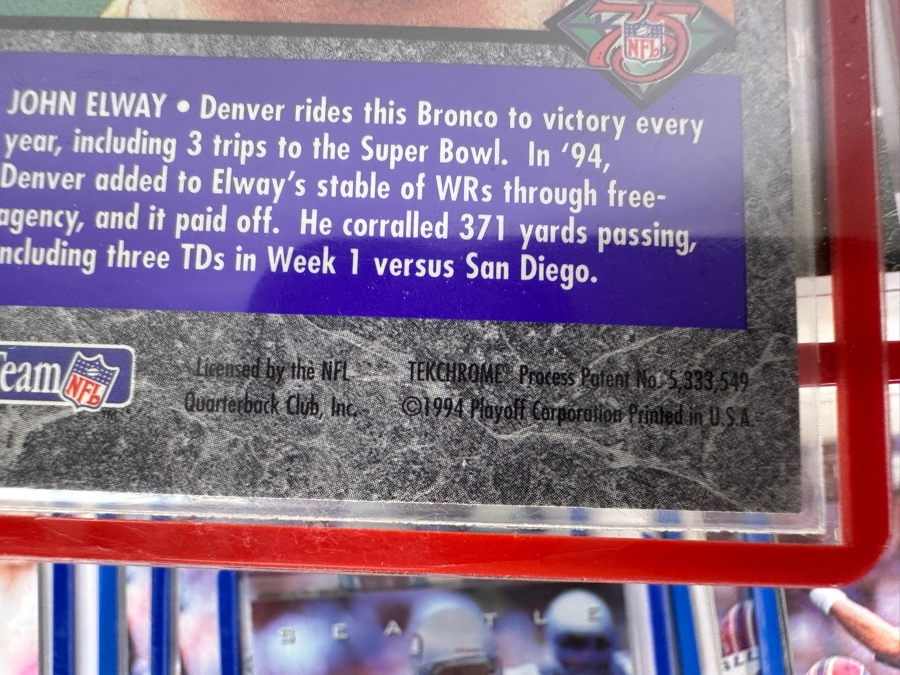 75
NFL
JOHN ELWAY • Denver rides this Bronco to victory every
year, including 3 trips to the Super Bowl. In ‘94,
Denver added to Elway’s stable of WRs through free-
agency, and it paid off. He corralled 371 yards passing,
ncluding three TDs in Week 1 versus San Diego.
eam NFL
Licensed by the NFL
Quarterback Club, Inc.
TEKCHROME® Process Patent No. 5,333,549
©1994 Playoff Corporation Printed in U.S.A.
SEATTLE